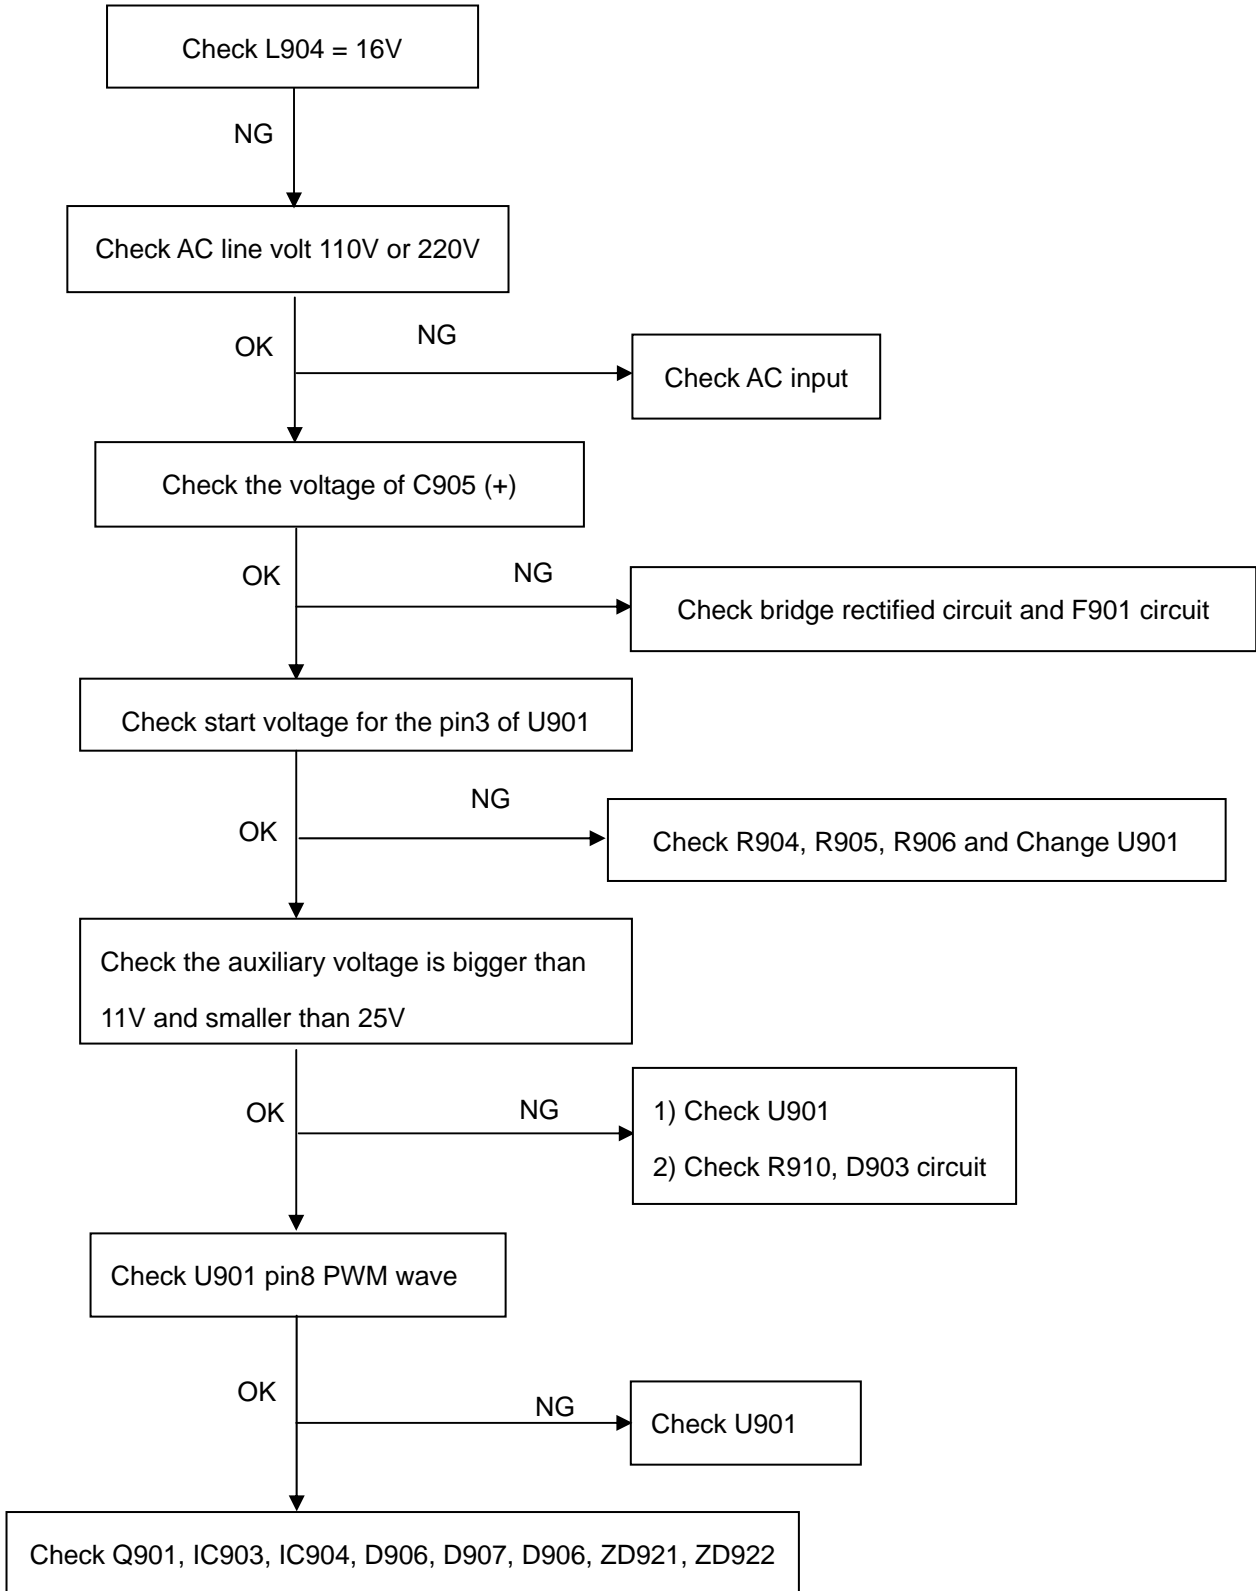 Check L904 = 16V
NG
Check AC line volt 110V or 220V
OK
NG
Check AC input
Check the voltage of C905 (+)
OK
NG
Check bridge rectified circuit and F901 circuit
Check start voltage for the pin3 of U901
OK
NG
Check R904, R905, R906 and Change U901
Check the auxiliary voltage is bigger than
11V and smaller than 25V
OK
NG
1) Check U901
2) Check R910, D903 circuit
Check U901 pin8 PWM wave
OK
NG
Check U901
Check Q901, IC903, IC904, D906, D907, D906, ZD921, ZD922